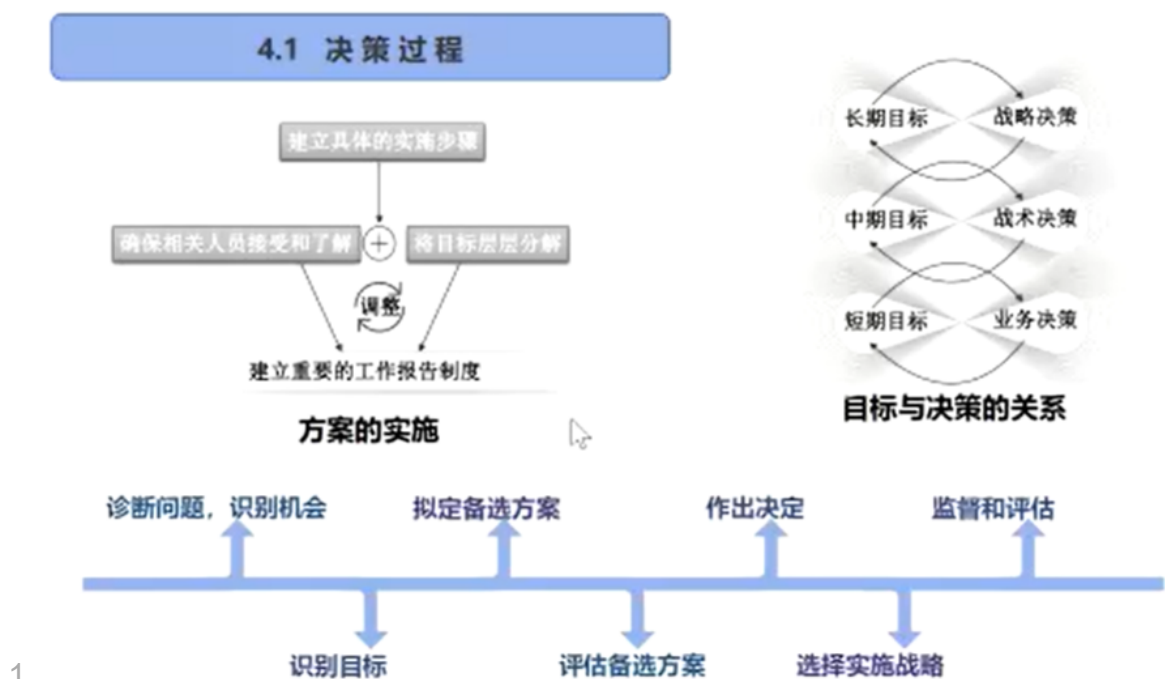 4.1 决策过程
建立具体的实施步骤
确保相关人员接受和了解
将目标层层分解
调整
建立重要的工作报告制度
方案的实施
长期目标
战略决策
中期目标
战术决策
短期目标
业务决策
目标与决策的关系
诊断问题，识别机会
拟定备选方案
作出决定
监督和评估
识别目标
评估备选方案
选择实施战略
1